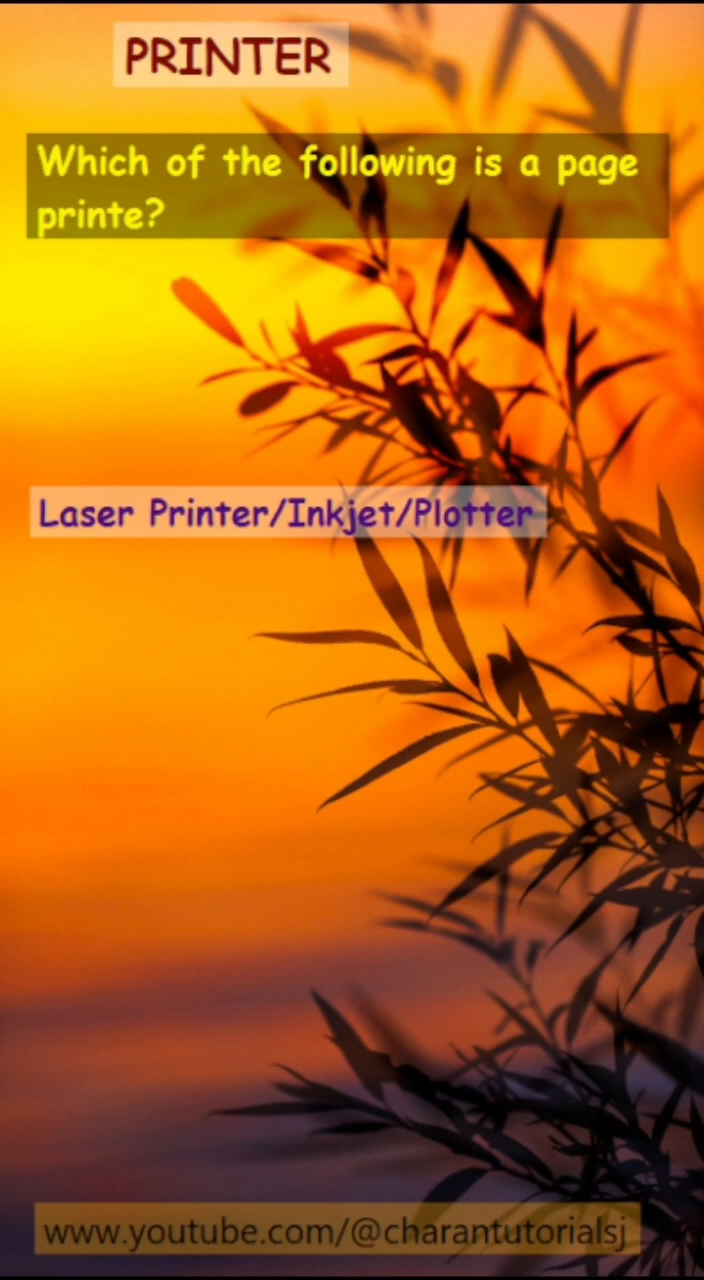 PRINTER
Which of the following is a page
printe?
Laser Printer/Inkjet/Plotter
www.youtube.com/@charantutorialsj